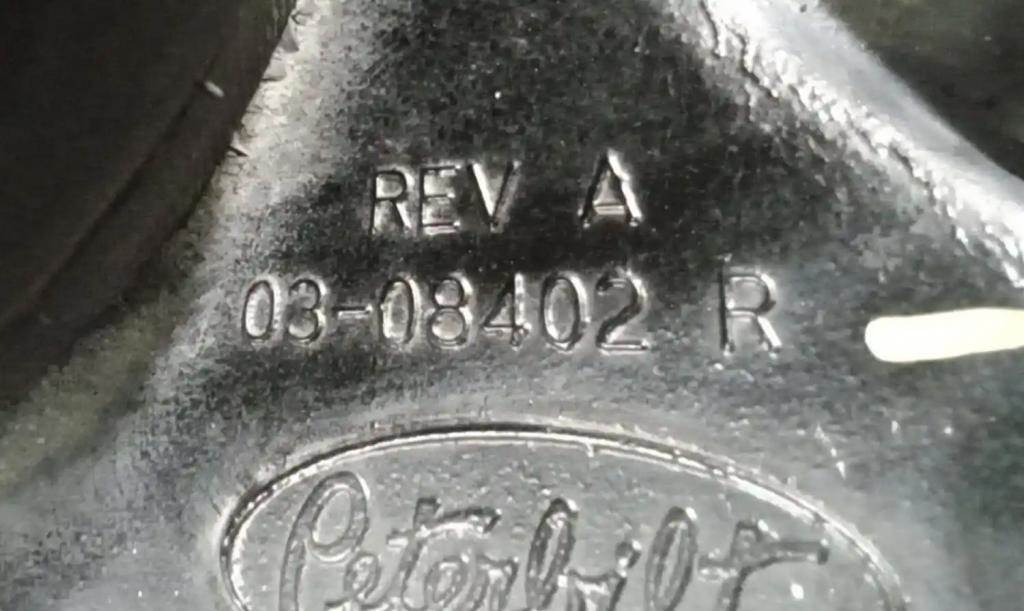 REV A
03-08402 R
Peterbilt